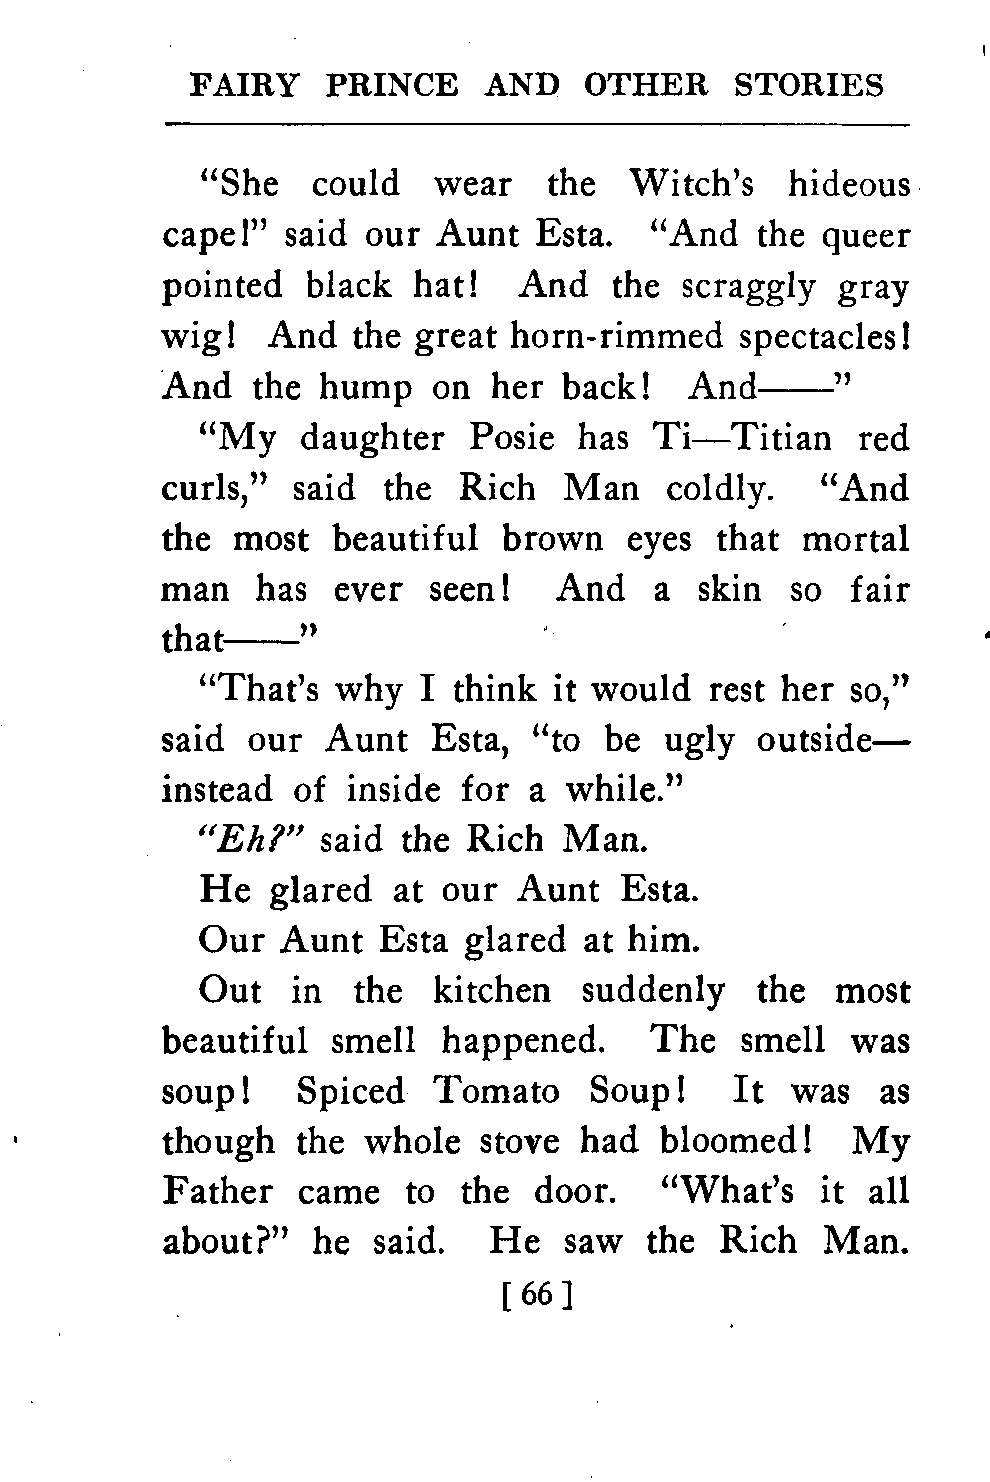 FAIRY PRINCE AND OTHER STORIES
“She could wear the Witch’s hideous
cape!” said our Aunt Esta. “And the queer
pointed black hat! And the scraggly gray
wig! And the great horn-rimmed spectacles!
And the hump on her back! And——”
“My daughter Posie has Ti—Titian red
curls,” said the Rich Man coldly. “And
the most beautiful brown eyes that mortal
man has ever seen! And a skin so fair
that——”
“That’s why I think it would rest her so,”
said our Aunt Esta, “to be ugly outside—
instead of inside for a while.”
“Eh?” said the Rich Man.
He glared at our Aunt Esta.
Our Aunt Esta glared at him.
Out in the kitchen suddenly the most
beautiful smell happened. The smell was
soup! Spiced Tomato Soup! It was as
though the whole stove had bloomed! My
Father came to the door. “What’s it all
about?” he said. He saw the Rich Man.
[ 66 ]